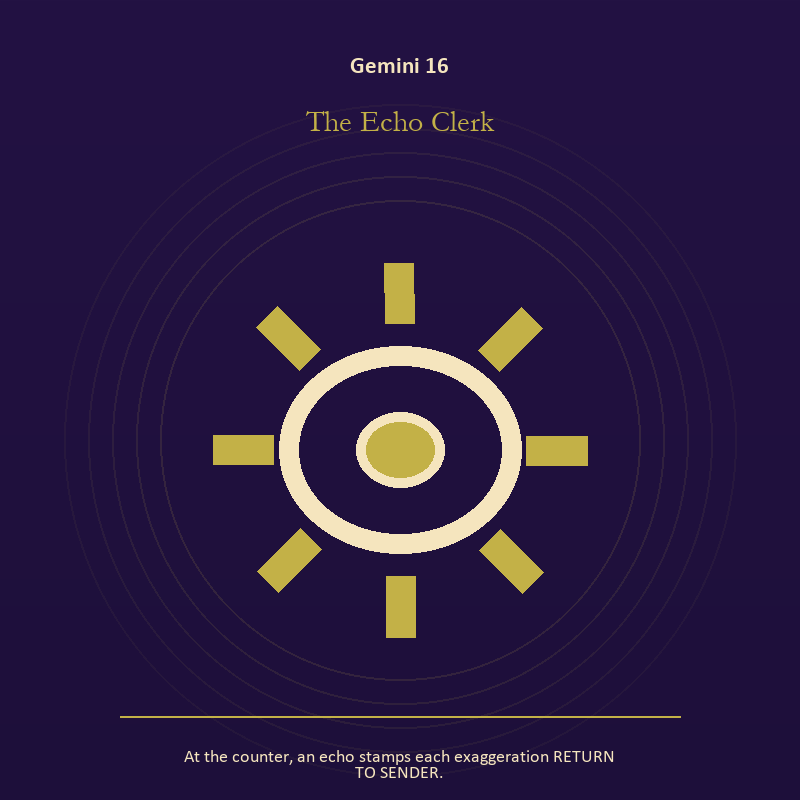 Gemini 16
The Echo Clerk
At the counter, an echo stamps each exaggeration RETURN
TO SENDER.